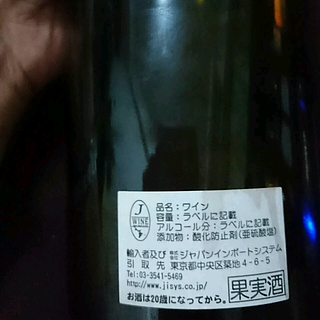 J
WINE
S
品名：ワイン
容量：ラベルに記載
アルコール分：ラベルに記載
添加物：酸化防止剤（亜硫酸塩）
輸入者及び 株式会社 ジャパンインポートシステム
引取先 東京都中央区築地4-6-5
Tel.03-3541-5469
http://www.jisys.co.jp/
お酒は20歳になってから。
果実酒